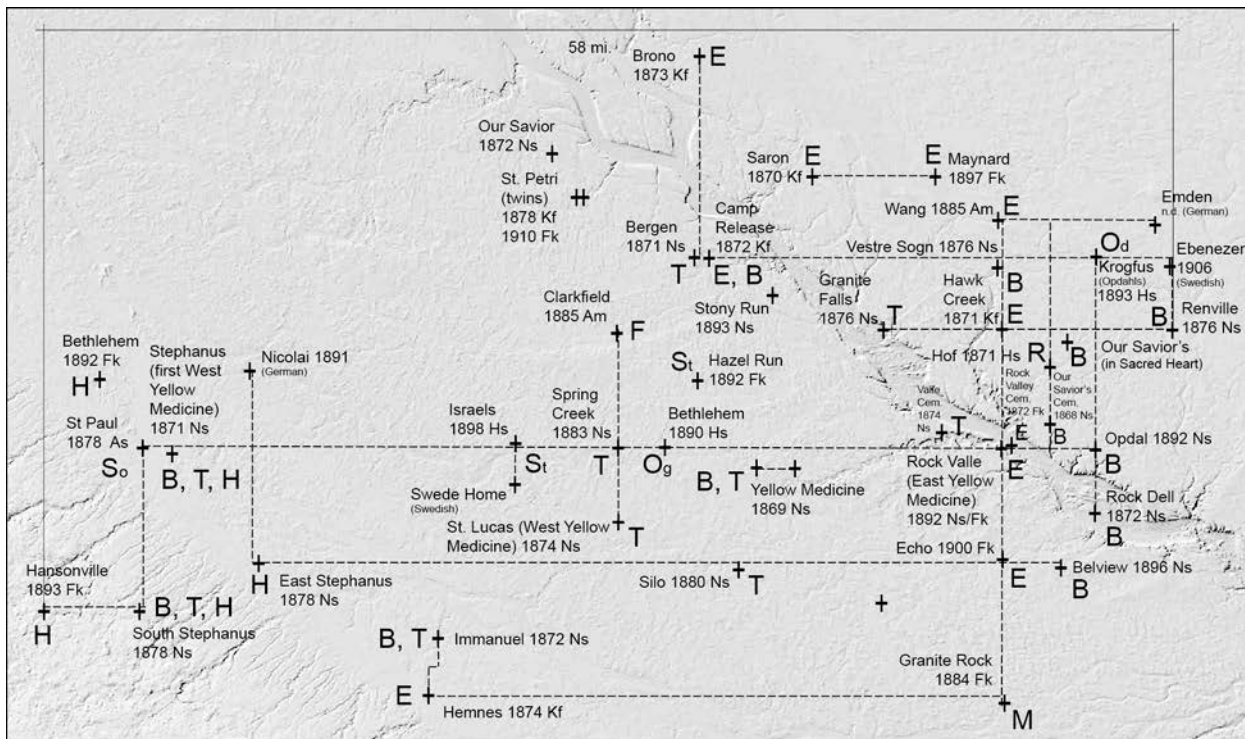 58 mi.
Brono
1873 Kf
E
Our Savior
1872 Ns
Saron
1870 Kf
E
E
Maynard
1897 Fk
St. Petri
(twins)
1878 Kf
1910 Fk
Wang 1885 Am
E
Emden
n.d. (German)
Bergen
1871 Ns
T
Camp
Release
1872 Kf
E, B
Vestre Sogn 1876 Ns
B
Od
Krogfus
(Opdahls)
1893 Hs
Ebenezer
1906
(Swedish)
Granite
Falls
1876 Ns
T
Hawk
Creek
1871 Kf
E
Renville
1876 Ns
B
Stony Run
1893 Ns
Clarkfield
1885 Am
F
Hof 1871 Hs
R
B
Our Savior's
(in Sacred Heart)
Bethlehem
1892 Fk
H
Stephanus
(first West
Yellow
Medicine)
1871 Ns
B, T, H
Nicolai 1891
(German)
St
Hazel Run
1892 Fk
Rock
Valley
Cem.
1872 Fk
E
Our
Savior's
Cem.
1868 Ns
B
Valle
Cem.
1874
Ns
T
St Paul
1878 As
So
Israels
1898 Hs
St
Spring
Creek
1883 Ns
T
Bethlehem
1890 Hs
Og
Opdal 1892 Ns
B
Swede Home
(Swedish)
B, T
Yellow Medicine
1869 Ns
Rock Valle
(East Yellow
Medicine)
1892 Ns/Fk
E
Rock Dell
1872 Ns
B
St. Lucas (West Yellow
Medicine) 1874 Ns
T
Echo 1900 Fk
E
Belview 1896 Ns
B
Hansonville
1893 Fk
H
H
East Stephanus
1878 Ns
Silo 1880 Ns
T
B, T, H
South Stephanus
1878 Ns
B, T
Immanuel 1872 Ns
Granite Rock
1884 Fk
M
E
Hemnes 1874 Kf